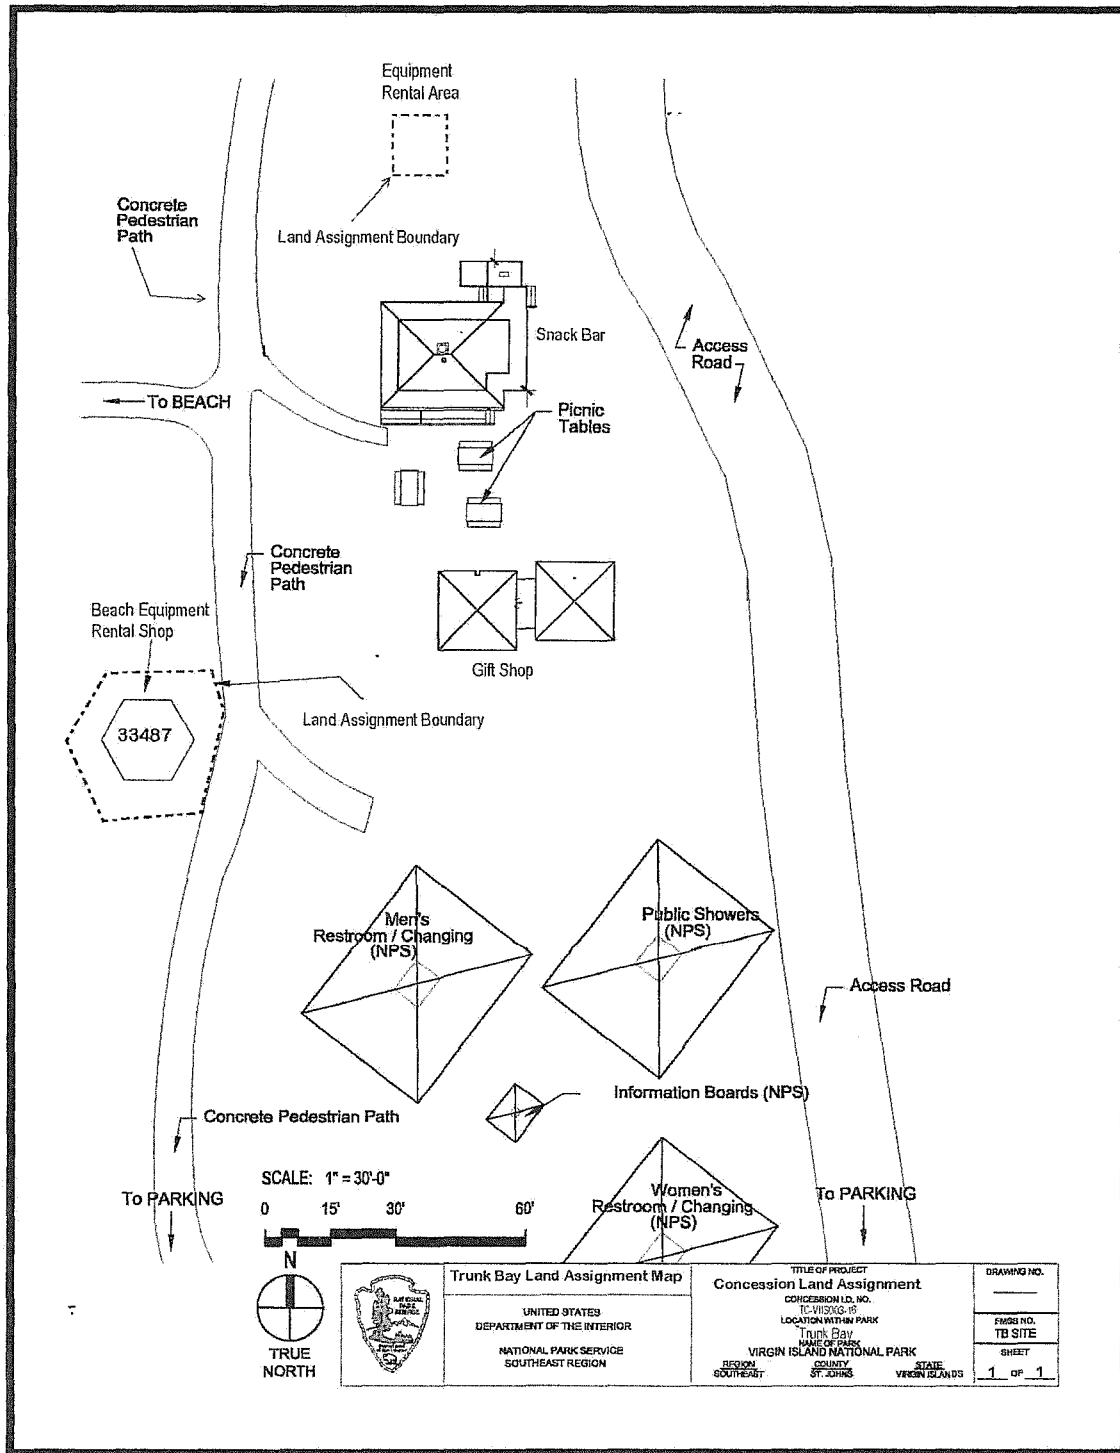 Equipment
Rental Area
Concrete
Pedestrian
Path
Land Assignment Boundary
Snack Bar
Access
Road
To BEACH
Picnic
Tables
Concrete
Pedestrian
Path
Beach Equipment
Rental Shop
Gift Shop
33487
Land Assignment Boundary
Men's
Restroom / Changing
(NPS)
Public Showers
(NPS)
Access Road
Information Boards (NPS)
Concrete Pedestrian Path
SCALE: 1" = 30'-0"
To PARKING
0 15' 30' 60'
Women's
Restroom / Changing
(NPS)
To PARKING
N
TRUE
NORTH
NATIONAL
PARK
SERVICE
Trunk Bay Land Assignment Map
UNITED STATES
DEPARTMENT OF THE INTERIOR
NATIONAL PARK SERVICE
SOUTHEAST REGION
TITLE OF PROJECT
Concession Land Assignment
CONCESSION I.D. NO.
LOCATION WITHIN PARK
Trunk Bay
NAME OF PARK
VIRGIN ISLAND NATIONAL PARK
REGION
SOUTHEAST
COUNTY
ST. JOHNS
STATE
VIRGIN ISLANDS
DRAWING NO.
FMSS NO.
TB SITE
SHEET
1 OF 1